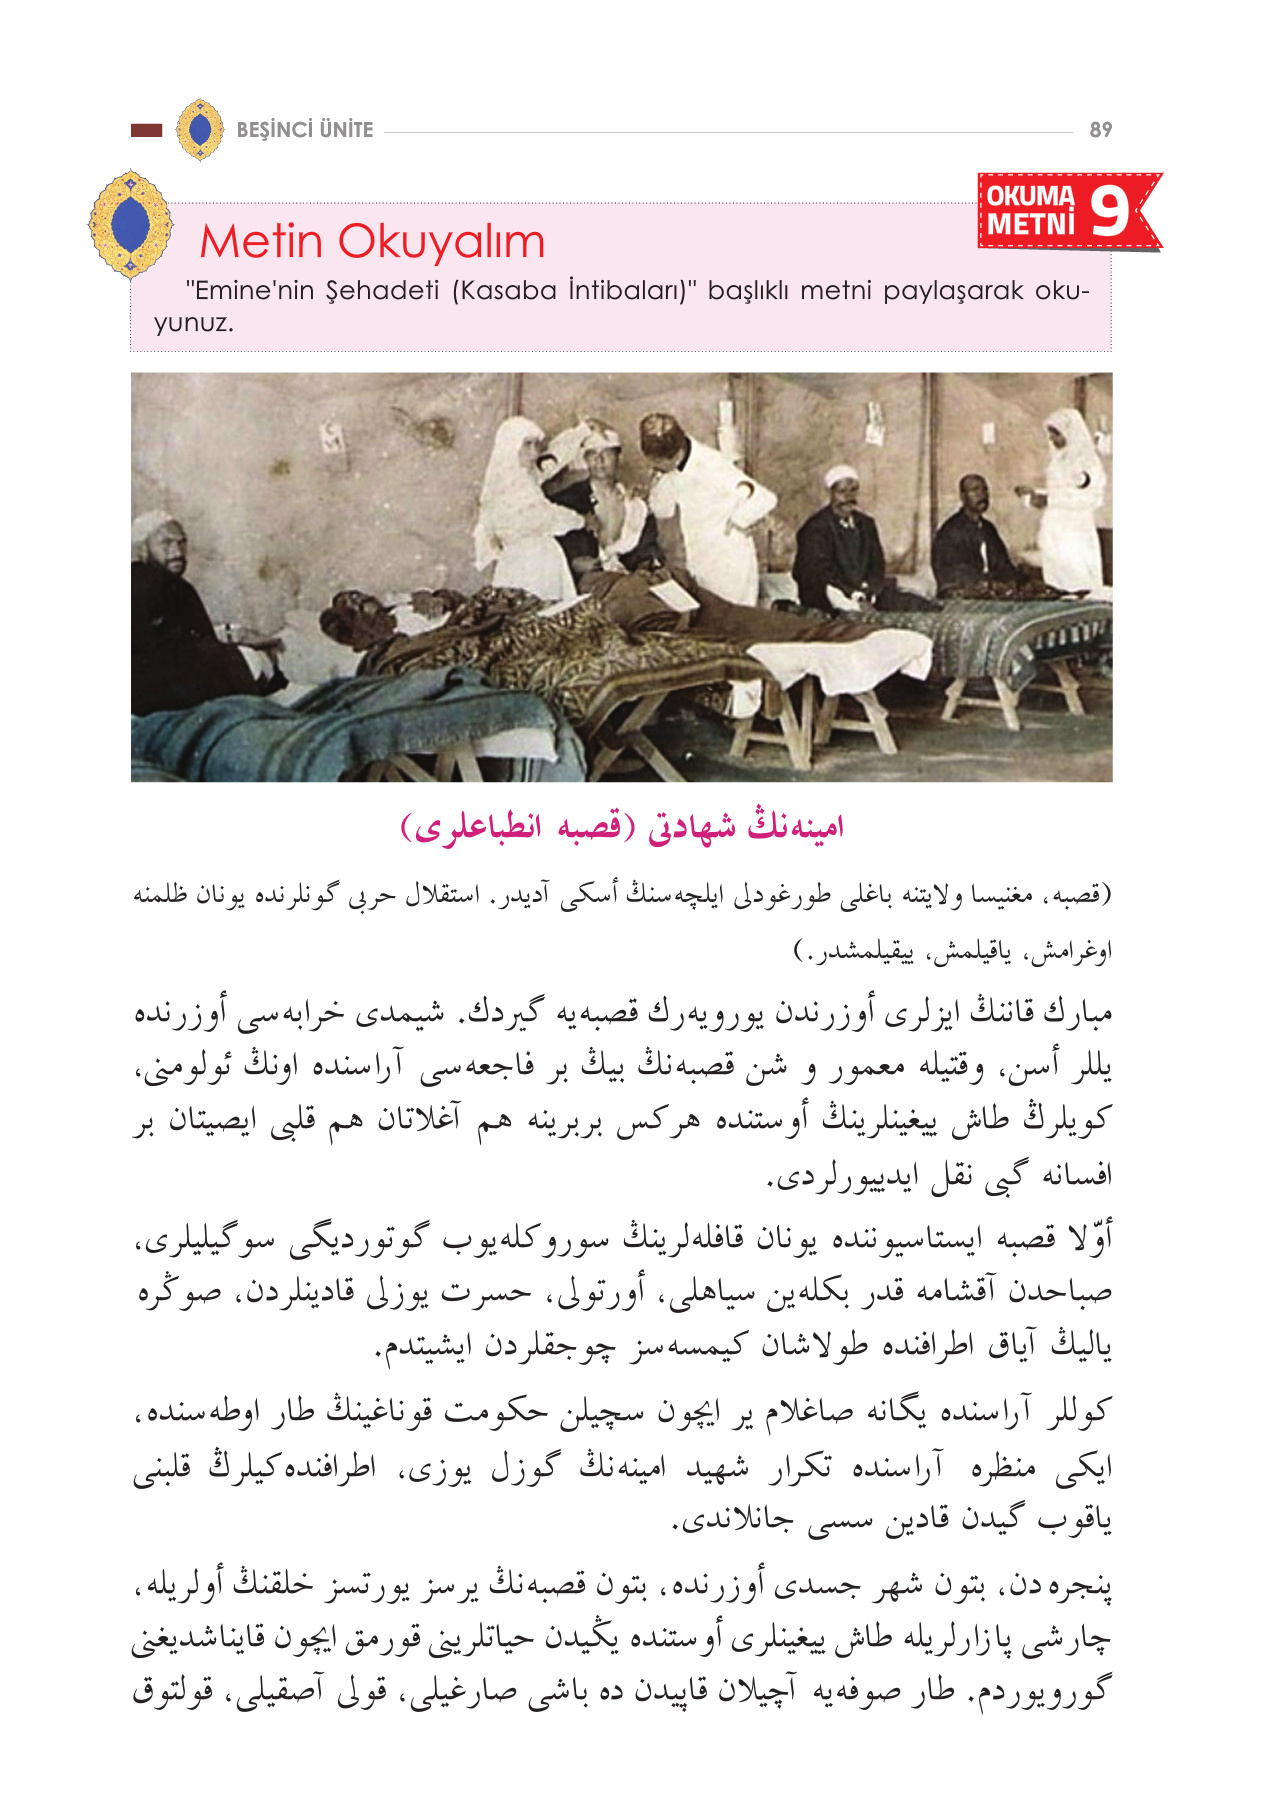 BEŞİNCİ ÜNİTE
89
OKUMA
METNİ 9
Metin Okuyalım
"Emine'nin Şehadeti (Kasaba İntibaları)" başlıklı metni paylaşarak oku-
yunuz.
امینه‌نڭ شهادتی (قصبه انطباعلری)
(قصبه، مغنیسا ولایتنه باغلی طورغودلی ایلچه‌سنڭ أسکی آدیدر. استقلال حربی گونلرنده یونان ظلمنه
اوغرامش، یاقیلمش، ییقیلمشدر.)
مبارك قاننڭ ایزلری أوزرندن یورویه‌رك قصبه‌یه گیردك. شیمدی خرابه‌سی أوزرنده
یللر أسن، وقتیله معمور و شن قصبه‌نڭ بیڭ بر فاجعه‌سی آراسنده اونڭ ئولومنی،
کویلرڭ طاش ییغینلرینڭ أوستنده هرکس بربرینه هم آغلاتان هم قلبی ایصیتان بر
افسانه گبی نقل ایدییورلردی.
أوّلا قصبه ایستاسیوننده یونان قافله‌لرینڭ سوروکله‌یوب گوتوردیگی سوگیلیلری،
صباحدن آقشامه قدر بکله‌ین سیاهلی، أورتولی، حسرت یوزلی قادینلردن، صوڭره
یالیڭ آیاق اطرافنده طولاشان کیمسه‌سز چوجقلردن ایشیتدم.
کوللر آراسنده یگانه صاغلام یر ایچون سچیلن حکومت قوناغینڭ طار اوطه‌سنده،
ایکی منظره آراسنده تکرار شهید امینه‌نڭ گوزل یوزی، اطرافنده‌کیلرڭ قلبنی
یاقوب گیدن قادین سسی جانلاندی.
پنجره‌دن، بتون شهر جسدی أوزرنده، بتون قصبه‌نڭ یرسز یورتسز خلقنڭ أولریله،
چارشی پازارلریله طاش ییغینلری أوستنده یڭیدن حیاتلرینی قورمق ایچون قایناشدیغنی
گورویوردم. طار صوفه‌یه آچیلان قاپیدن ده باشی صارغیلی، قولی آصقیلی، قولتوق